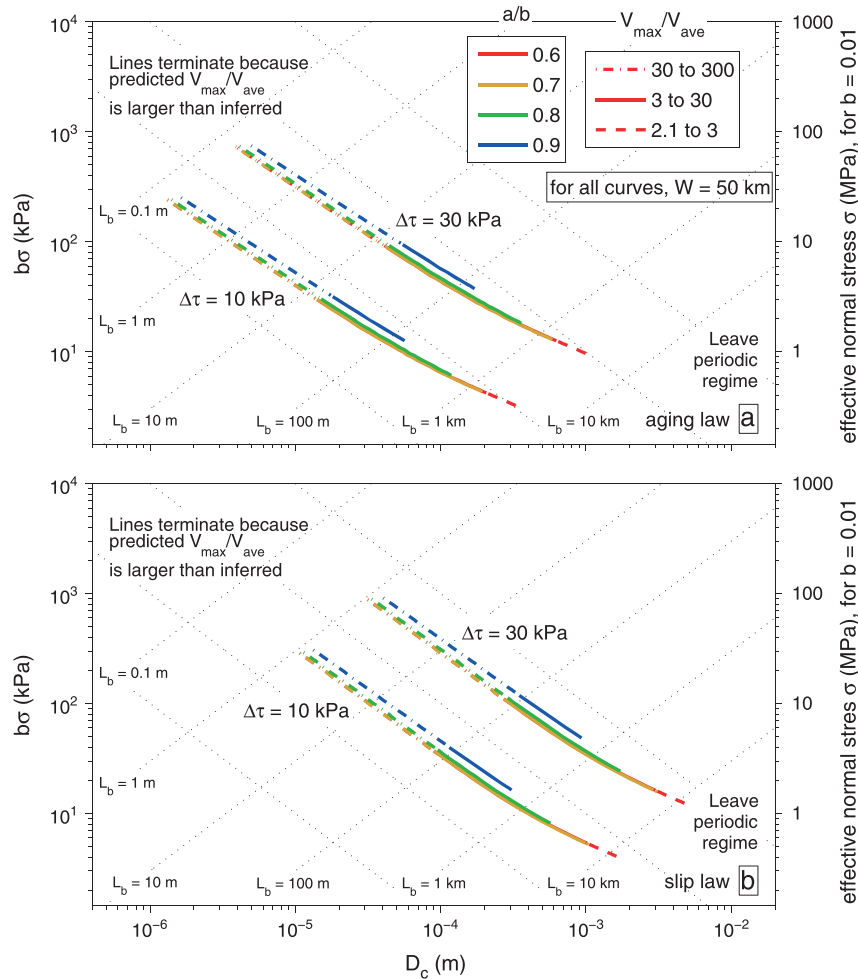 a/b
V_max/V_ave
0.6
0.7
0.8
0.9
30 to 300
3 to 30
2.1 to 3
for all curves, W = 50 km
Lines terminate because
predicted V_max/V_ave
is larger than inferred
10^4
10^3
10^2
10^1
bσ (kPa)
1000
100
10
1
effective normal stress σ (MPa), for b = 0.01
Δτ = 30 kPa
Δτ = 10 kPa
L_b = 0.1 m
L_b = 1 m
L_b = 10 m
L_b = 100 m
L_b = 1 km
L_b = 10 km
Leave
periodic
regime
aging law a
Lines terminate because
predicted V_max/V_ave
is larger than inferred
10^4
10^3
10^2
10^1
bσ (kPa)
1000
100
10
1
effective normal stres σ (MPa), for b = 0.01
Δτ = 30 kPa
Δτ = 10 kPa
L_b = 0.1 m
L_b = 1 m
L_b = 10 m
L_b = 100 m
L_b = 1 km
L_b = 10 km
Leave
periodic
regime
slip law b
10^−6
10^−5
10^−4
10^−3
10^−2
D_c (m)